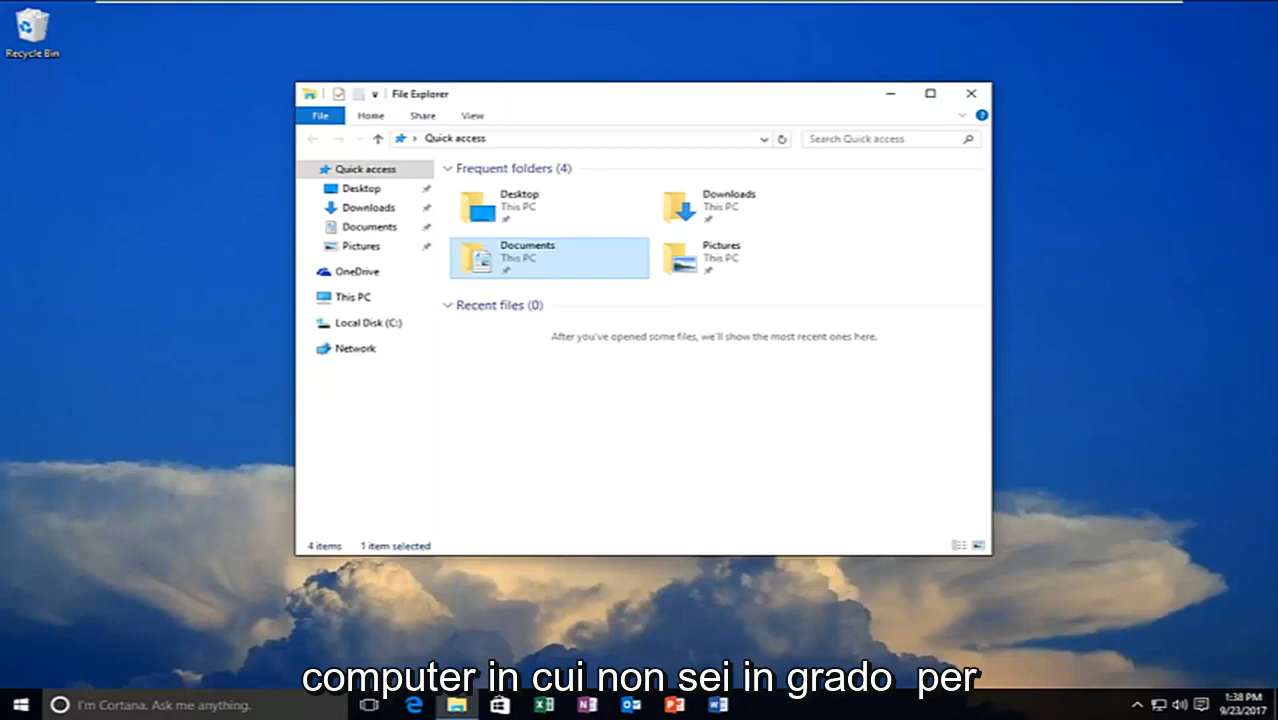 Recycle Bin
File Explorer
File Home Share View
Quick access
Search Quick access
Quick access
Desktop
Downloads
Documents
Pictures
OneDrive
This PC
Local Disk (C:)
Network
Frequent folders (4)
Desktop
This PC
Downloads
This PC
Documents
This PC
Pictures
This PC
Recent files (0)
After you've opened some files, we'll show the most recent ones here.
4 items 1 item selected
computer in cui non sei in grado per
I'm Cortana. Ask me anything.
1:38 PM
9/23/2017